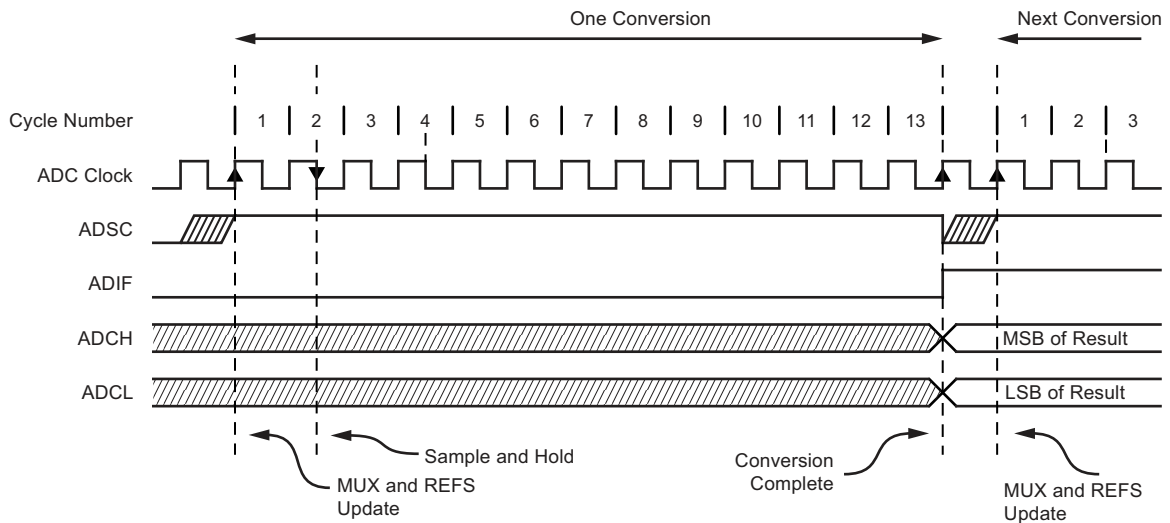 One Conversion
Next Conversion
Cycle Number
1 2 3 4 5 6 7 8 9 10 11 12 13 1 2 3
ADC Clock
ADSC
ADIF
ADCH
MSB of Result
ADCL
LSB of Result
Sample and Hold
MUX and REFS
Update
Conversion
Complete
MUX and REFS
Update